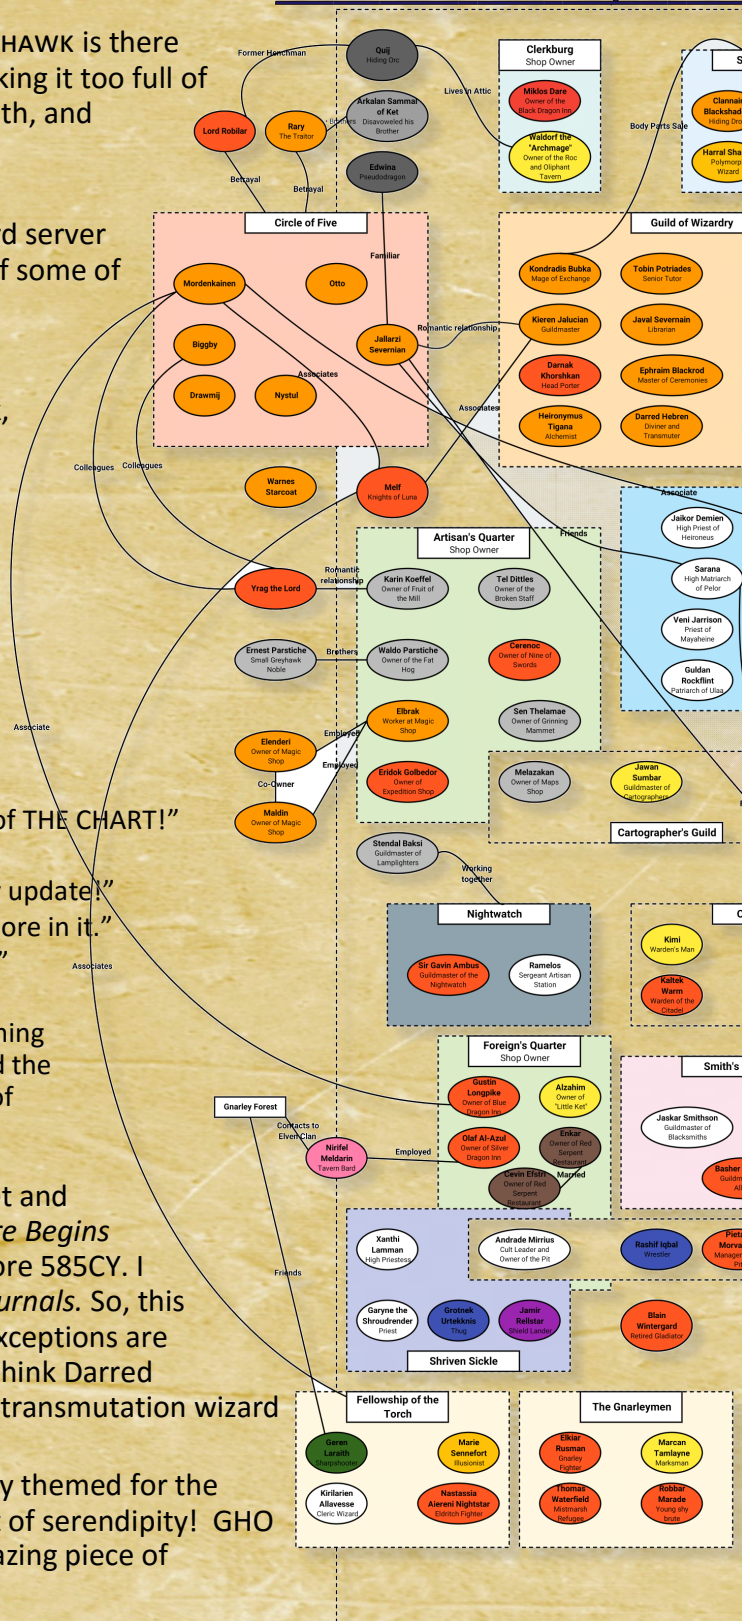 HAWK is there
king it too full of
th, and
d server
f some of
of THE CHART!”
update!”
ore in it.”
”
ning
d the
of
et and
re Begins
ore 585CY. I
urnals. So, this
xceptions are
hink Darred
transmutation wizard
y themed for the
t of serendipity! GHO
azing piece of
Former Henchman
Quij
Hiding Orc
Lives in Attic
Lord Robilar
Rary
The Traitor
Arkalan Sammal
of Ket
Disavoweled his
Brother
Betrayal
Betrayal
Edwina
Pseudodragon
Familiar
Clerkburg
Shop Owner
Miklos Dare
Owner of the
Black Dragon Inn
Waldorf the
"Archmage"
Owner of the Roc
and Oliphant
Tavern
S
Clannai
Blackshad
Hiding Dro
Harral Sha
Polymorp
Wizard
Body Parts Sale
Circle of Five
Mordenkainen
Otto
Biggby
Jallarzi
Severnian
Drawmij
Nystul
Associates
Romantic relationship
Guild of Wizardry
Kondradis Bubka
Mage of Exchange
Tobin Potriades
Senior Tutor
Kieren Jalucian
Guildmaster
Javal Severnain
Librarian
Darnak
Khorshkan
Head Porter
Ephraim Blackrod
Master of Ceremonies
Heironymus
Tigana
Alchemist
Darred Hebren
Diviner and
Transmuter
Associates
Colleagues
Colleagues
Warnes
Starcoat
Melf
Knights of Luna
Associate
Jaikor Demien
High Priest of
Heironeus
Sarana
High Matriarch
of Pelor
Veni Jarrison
Priest of
Mayaheine
Guldan
Rockflint
Patriarch of Ulaa
Friends
Artisan's Quarter
Shop Owner
Yrag the Lord
Romantic
relationship
Karin Koeffel
Owner of Fruit of
the Mill
Tel Dittles
Owner of the
Broken Staff
Ernest Parstiche
Small Greyhawk
Noble
Brothers
Waldo Parstiche
Owner of the Fat
Hog
Cerenoc
Owner of Nine of
Swords
Elbrak
Worker at Magic
Shop
Sen Thelamae
Owner of Grinning
Mammet
Associate
Elenderi
Owner of Magic
Shop
Employee
Employed
Co-Owner
Maldin
Owner of Magic
Shop
Eridok Golbedor
Owner of
Expedition Shop
Melazakan
Owner of Maps
Shop
Jawan
Sumbar
Guildmaster of
Cartographers
Cartographer's Guild
Stendal Baksi
Guildmaster of
Lamplighters
Working
together
Nightwatch
Sir Gavin Ambus
Guildmaster of the
Nightwatch
Ramelos
Sergeant Artisan
Station
C
Kimi
Warden's Man
Kaltek
Warm
Warden of the
Citadel
Associates
Foreign's Quarter
Shop Owner
Gustin
Longpike
Owner of Blue
Dragon Inn
Alzahim
Owner of
"Little Ket"
Olaf Al-Azul
Owner of Silver
Dragon Inn
Enkar
Owner of Red
Serpent
Restaurant
Cevin Efstri
Owner of Red
Serpent
Restaurant
Married
Smith's
Jaskar Smithson
Guildmaster of
Blacksmiths
Basher
Guildm
All
Gnarley Forest
Contacts to
Elven Clan
Nirifel
Meldarin
Tavern Bard
Employed
Xanthi
Lamman
High Priestess
Andrade Mirrius
Cult Leader and
Owner of the Pit
Rashif Iqbal
Wrestler
Pieta
Morva
Manager
Pit
Friends
Garyne the
Shroudrender
Priest
Grotnek
Urtekknis
Thug
Jamir
Rellstar
Shield Lander
Blain
Wintergard
Retired Gladiator
Shriven Sickle
Fellowship of the
Torch
Geren
Laraith
Sharpshooter
Marie
Sennefort
Illusionist
Kirilarien
Allavesse
Cleric Wizard
Nastassia
Aiereni Nightstar
Eldritch Fighter
The Gnarleymen
Elkiar
Rusman
Gnarley
Fighter
Marcan
Tamlayne
Marksman
Thomas
Waterfield
Mistmarsh
Refugee
Robbar
Marade
Young shy
brute